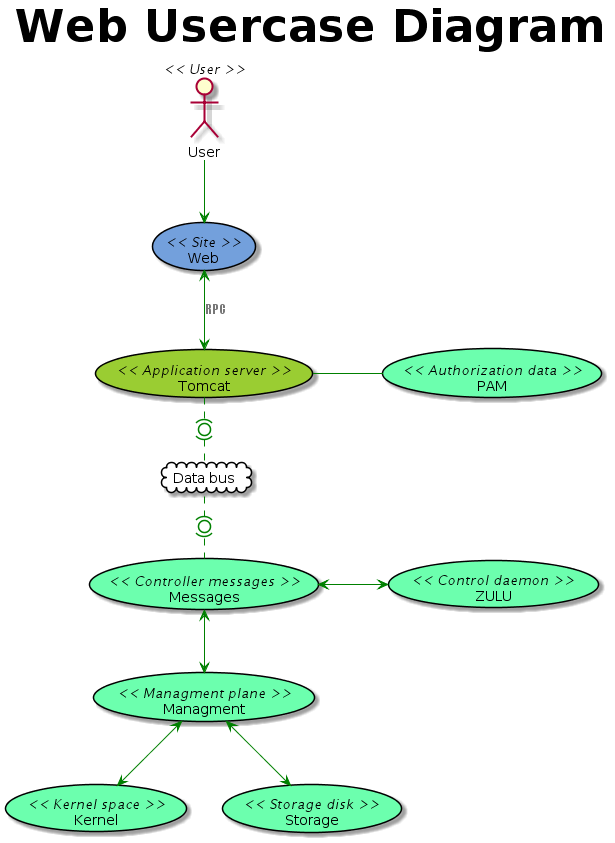 Web Usercase Diagram
<< User >>
User
<< Site >>
Web
RPC
<< Application server >>
Tomcat
<< Authorization data >>
PAM
Data bus
<< Controller messages >>
Messages
<< Control daemon >>
ZULU
<< Managment plane >>
Managment
<< Kernel space >>
Kernel
<< Storage disk >>
Storage